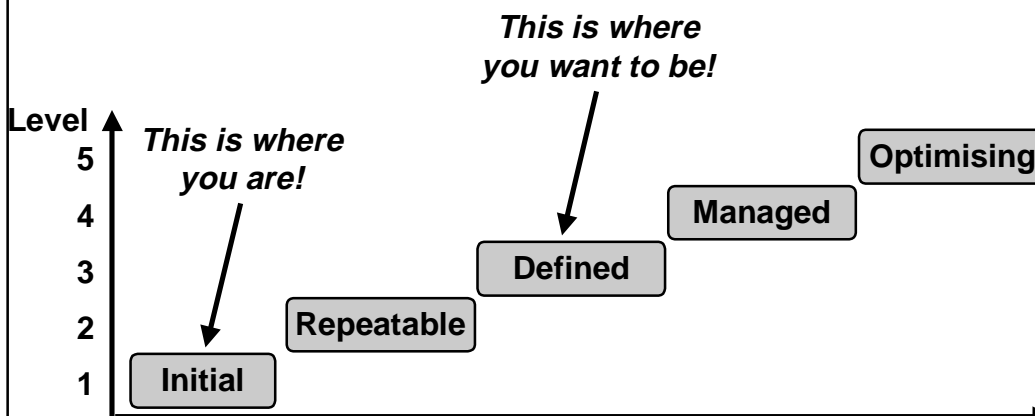 This is where
you want to be!
Level
This is where
you are!
5
Optimising
4
Managed
3
Defined
2
Repeatable
1
Initial